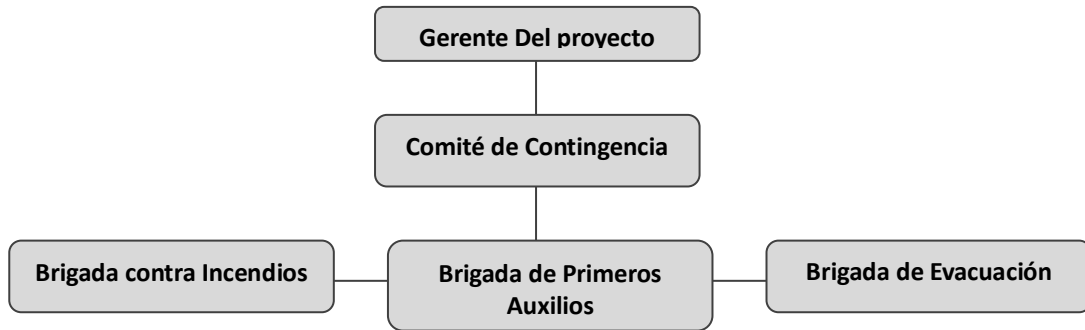 Gerente Del proyecto
Comité de Contingencia
Brigada contra Incendios
Brigada de Primeros
Auxilios
Brigada de Evacuación